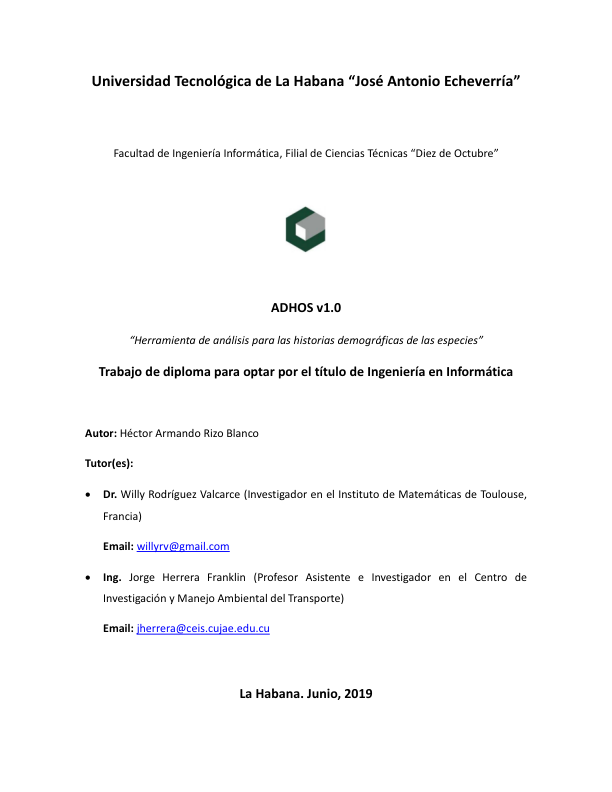 Universidad Tecnológica de La Habana “José Antonio Echeverría”
Facultad de Ingeniería Informática, Filial de Ciencias Técnicas “Diez de Octubre”
ADHOS v1.0
“Herramienta de análisis para las historias demográficas de las especies”
Trabajo de diploma para optar por el título de Ingeniería en Informática
Autor: Héctor Armando Rizo Blanco
Tutor(es):
• Dr. Willy Rodríguez Valcarce (Investigador en el Instituto de Matemáticas de Toulouse,
Francia)
Email: willyrv@gmail.com
• Ing. Jorge Herrera Franklin (Profesor Asistente e Investigador en el Centro de
Investigación y Manejo Ambiental del Transporte)
Email: jherrera@ceis.cujae.edu.cu
La Habana. Junio, 2019